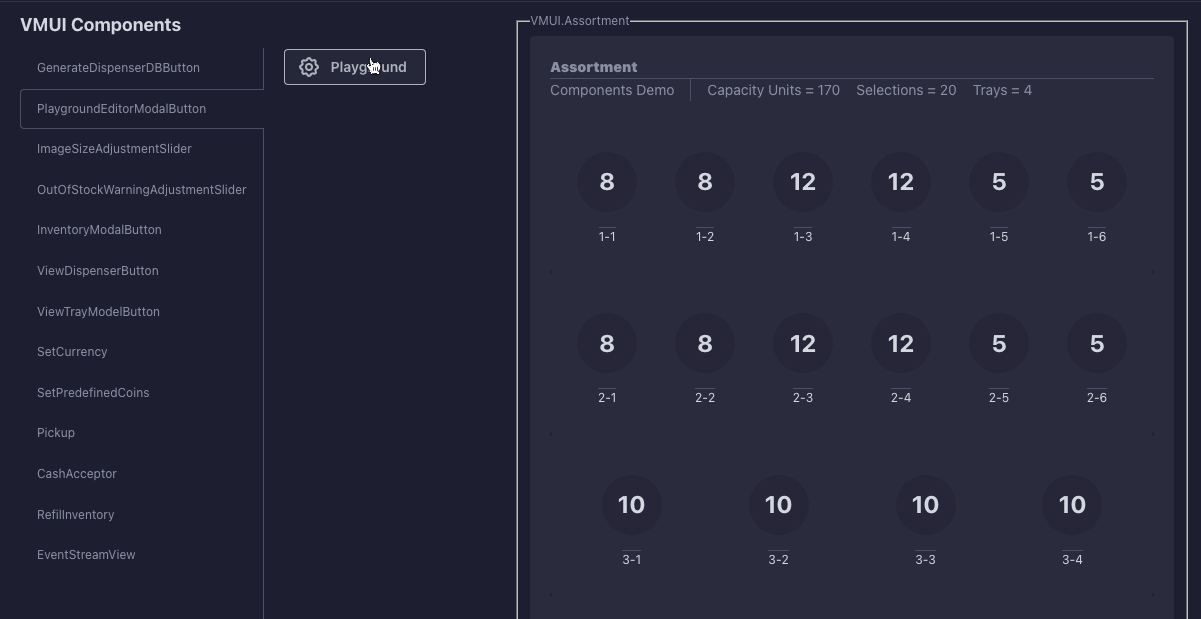 VMUI Components
GenerateDispenserDBButton
PlaygroundEditorModalButton
ImageSizeAdjustmentSlider
OutOfStockWarningAdjustmentSlider
InventoryModalButton
ViewDispenserButton
ViewTrayModelButton
SetCurrency
SetPredefinedCoins
Pickup
CashAcceptor
RefillInventory
EventStreamView
Playground
VMUI.Assortment
Assortment
Components Demo Capacity Units = 170 Selections = 20 Trays = 4
8 8 12 12 5 5
1-1 1-2 1-3 1-4 1-5 1-6
8 8 12 12 5 5
2-1 2-2 2-3 2-4 2-5 2-6
10 10 10 10
3-1 3-2 3-3 3-4